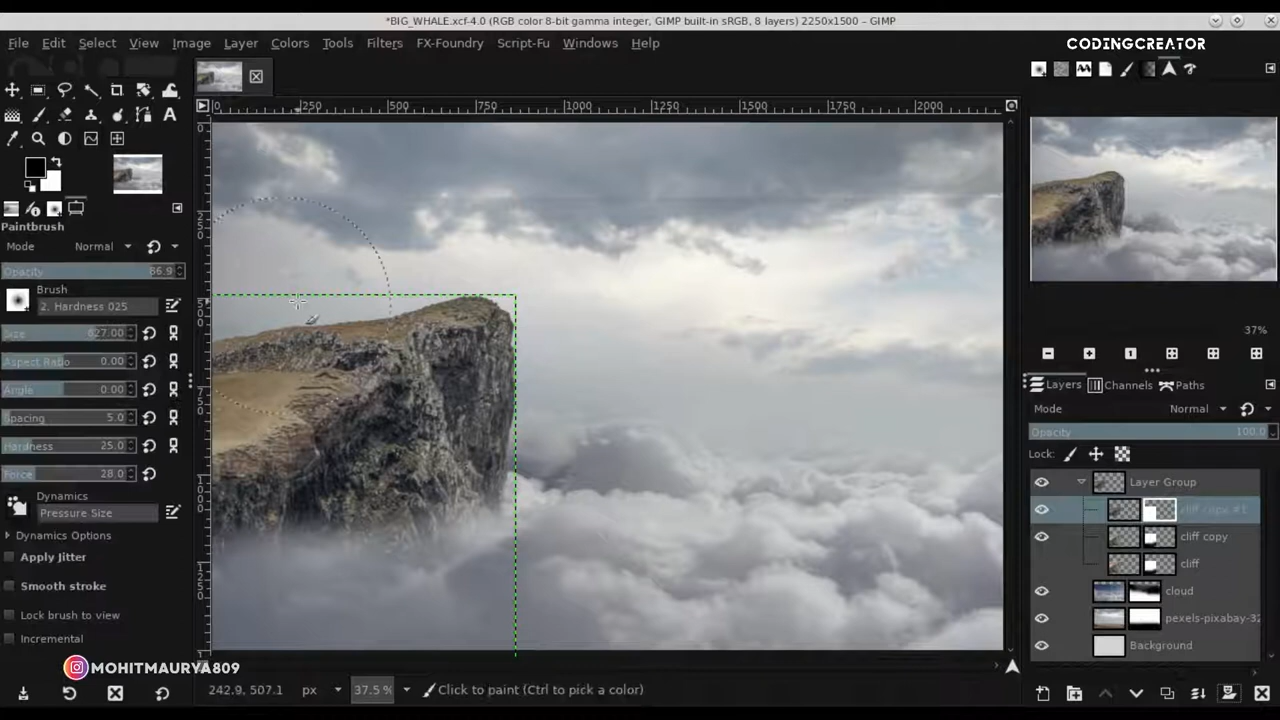 *BIG_WHALE.xcf-4.0 (RGB color 8-bit gamma integer, GIMP built-in sRGB, 8 layers) 2250x1500 – GIMP
File Edit Select View Image Layer Colors Tools Filters FX-Foundry Script-Fu Windows Help
CODINGCREATOR
0 250 500 750 1000 1250 1500 1750 2000
Paintbrush
Mode Normal
Opacity 86.9
Brush
2. Hardness 025
Size 827.00
Aspect Ratio 0.00
Angle 0.00
Spacing 5.0
Hardness 25.0
Force 28.0
Dynamics
Pressure Size
Dynamics Options
Apply Jitter
Smooth stroke
Lock brush to view
Incremental
MOHITMAURYA809
242.9, 507.1 px 37.5 % Click to paint (Ctrl to pick a color)
37%
Layers Channels Paths
Mode Normal
Opacity 100.0
Lock:
Layer Group
cliff copy #1
cliff copy
cliff
cloud
pexels-pixabay-32
Background